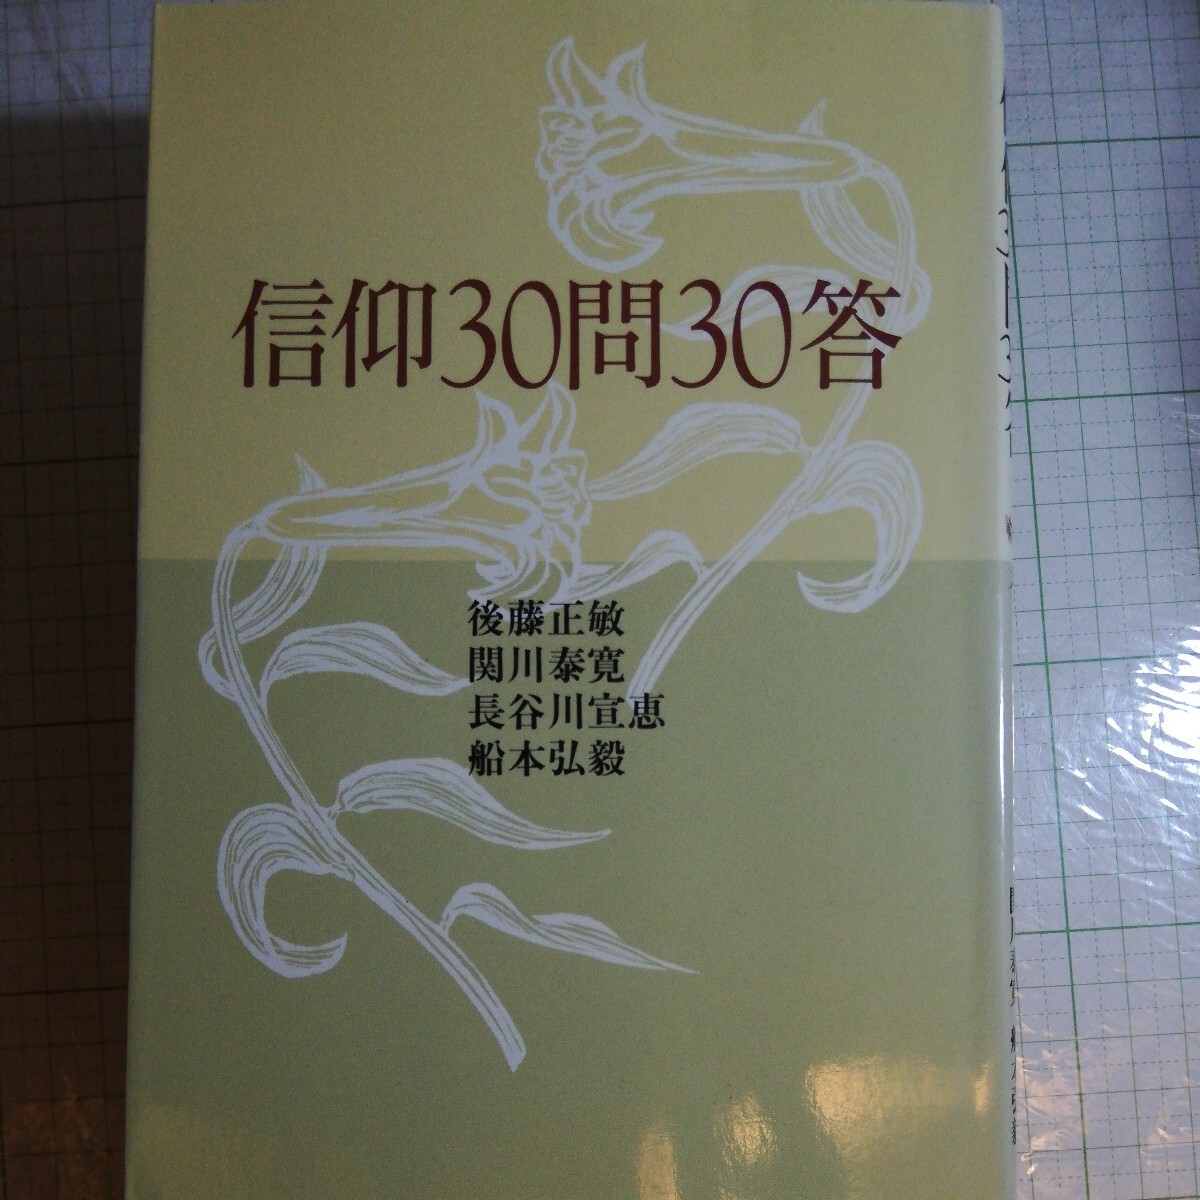 信仰30問30答
後藤正敏
関川泰寛
長谷川宣恵
船本弘毅